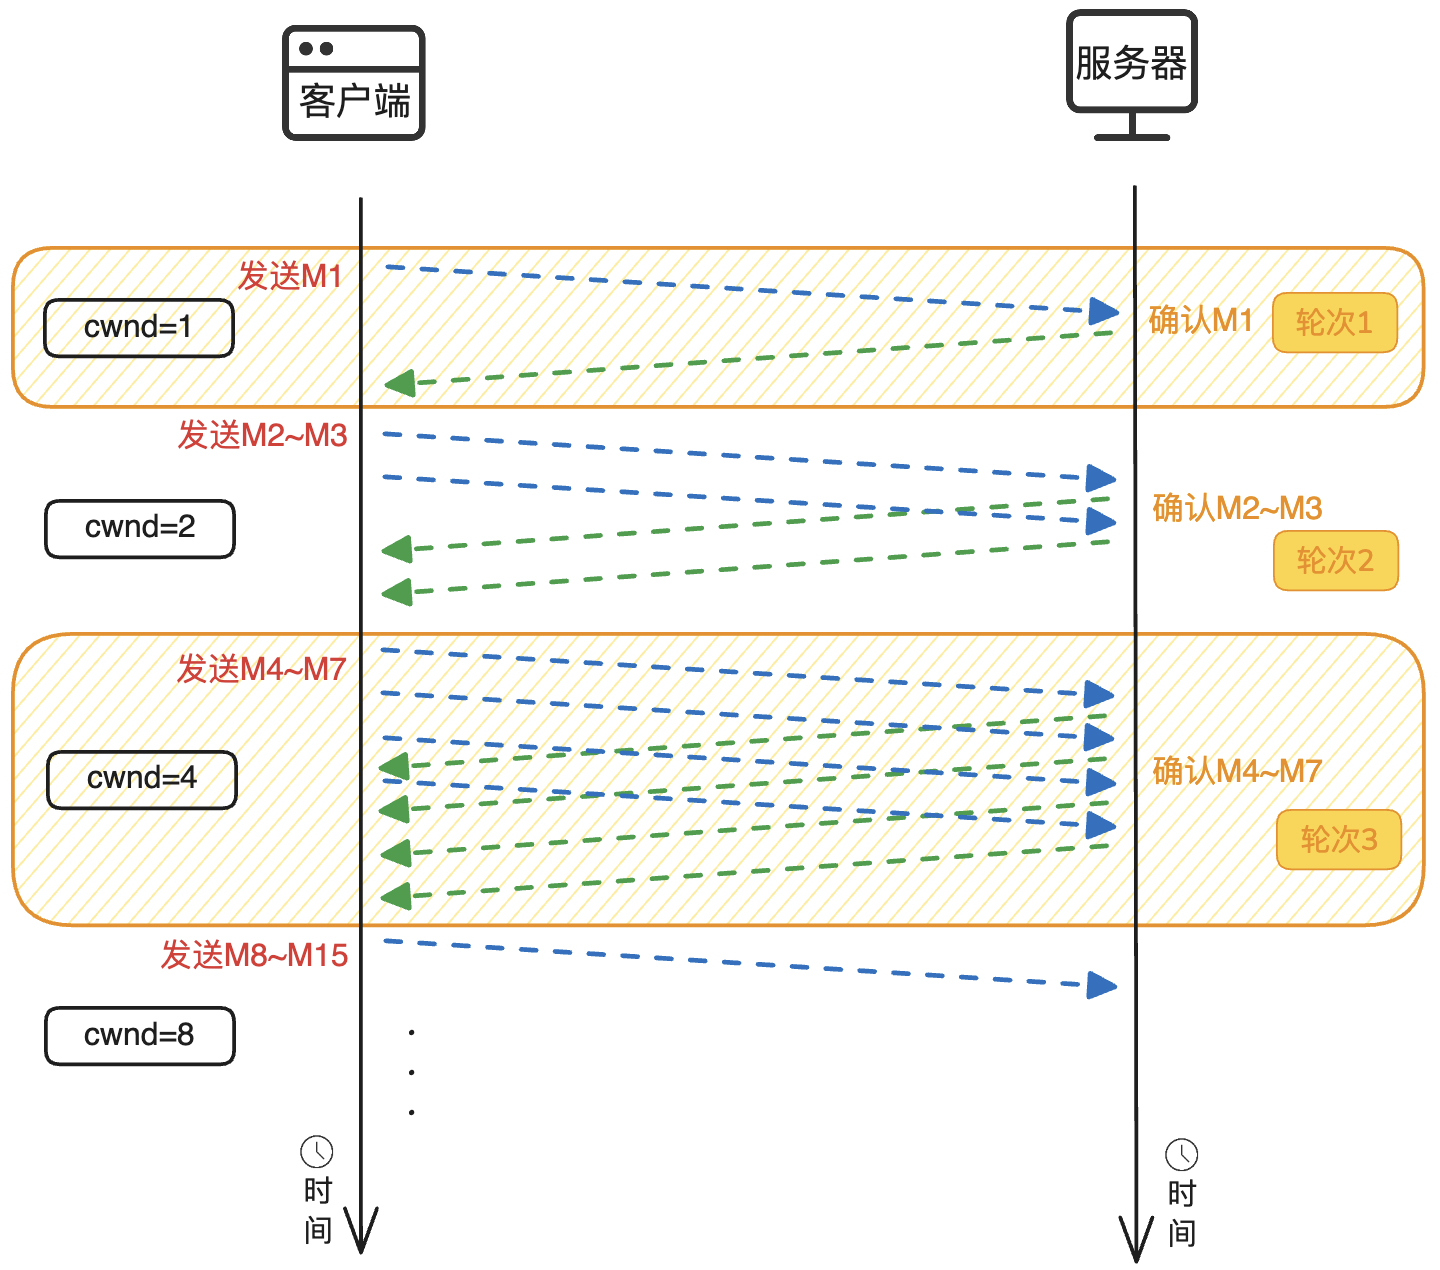 客户端
服务器
发送M1
cwnd=1
确认M1
轮次1
发送M2~M3
cwnd=2
确认M2~M3
轮次2
发送M4~M7
cwnd=4
确认M4~M7
轮次3
发送M8~M15
cwnd=8
时
间
时
间